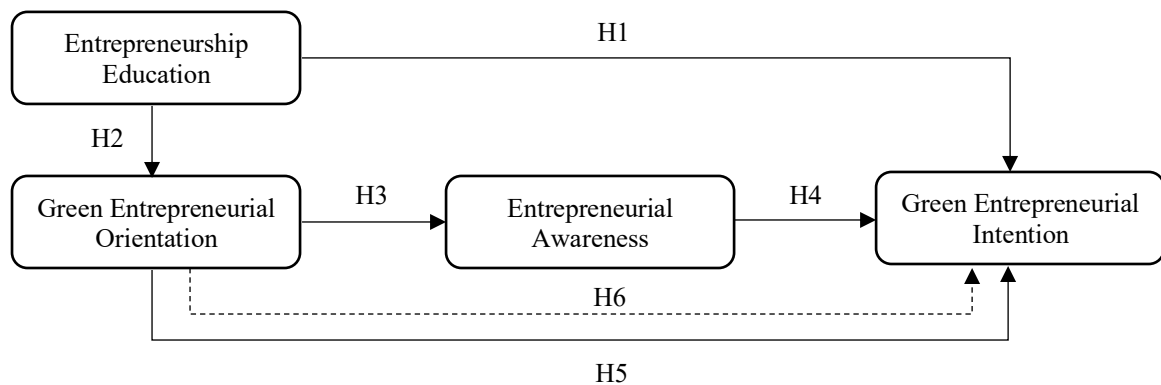 Entrepreneurship
Education
H1
H2
Green Entrepreneurial
Orientation
H3
Entrepreneurial
Awareness
H4
Green Entrepreneurial
Intention
H6
H5